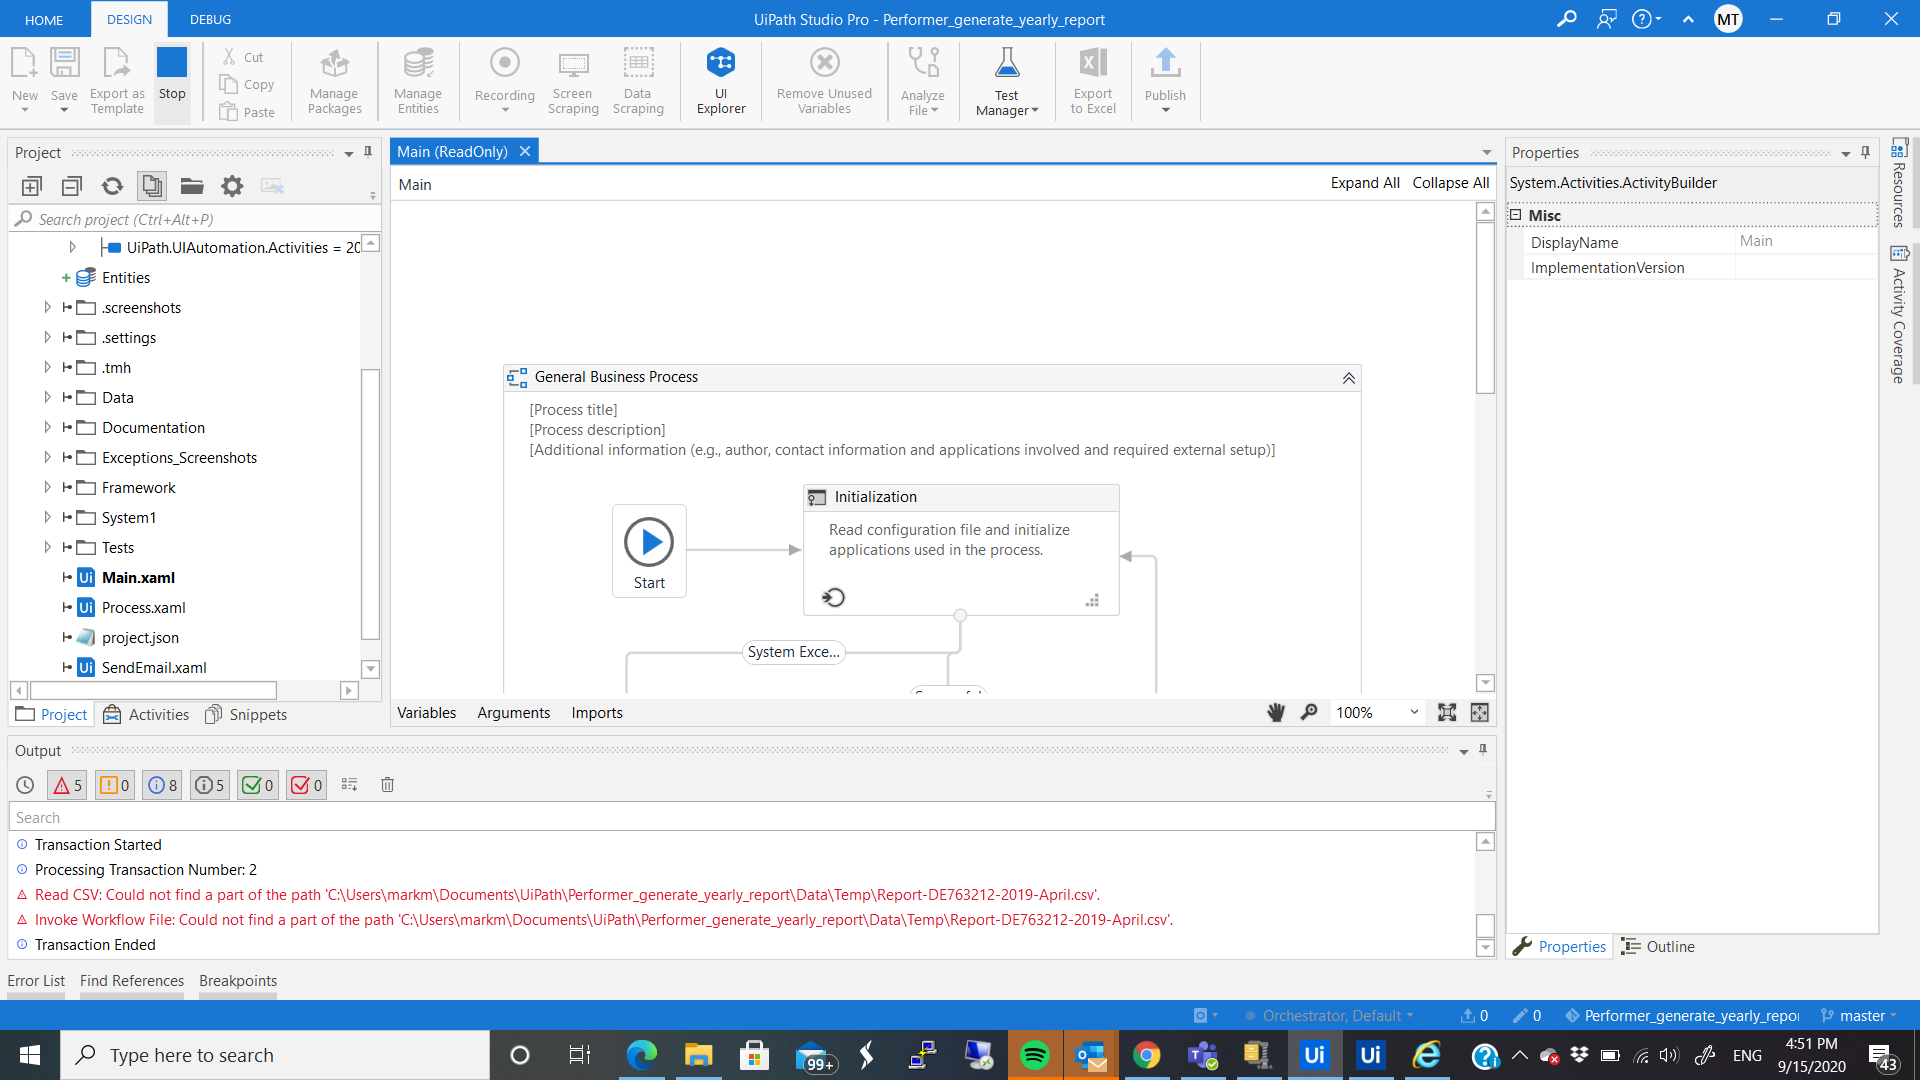 HOME
DESIGN
DEBUG
UiPath Studio Pro - Performer_generate_yearly_report
MT
New
Save
Export as
Template
Stop
Cut
Copy
Paste
Manage
Packages
Manage
Entities
Recording
Screen
Scraping
Data
Scraping
UI
Explorer
Remove Unused
Variables
Analyze
File
Test
Manager
Export
to Excel
Publish
Project
Search project (Ctrl+Alt+P)
UiPath.UIAutomation.Activities = 20
Entities
.screenshots
.settings
.tmh
Data
Documentation
Exceptions_Screenshots
Framework
System1
Tests
Main.xaml
Process.xaml
project.json
SendEmail.xaml
Project
Activities
Snippets
Main (ReadOnly)
Main
Expand All
Collapse All
General Business Process
[Process title]
[Process description]
[Additional information (e.g., author, contact information and applications involved and required external setup)]
Start
Initialization
Read configuration file and initialize
applications used in the process.
System Exce...
Variables
Arguments
Imports
100%
Properties
System.Activities.ActivityBuilder
Misc
DisplayName
Main
ImplementationVersion
Resources
Activity Coverage
Output
5
0
8
5
0
0
Search
Transaction Started
Processing Transaction Number: 2
Read CSV: Could not find a part of the path 'C:\Users\markm\Documents\UiPath\Performer_generate_yearly_report\Data\Temp\Report-DE763212-2019-April.csv'.
Invoke Workflow File: Could not find a part of the path 'C:\Users\markm\Documents\UiPath\Performer_generate_yearly_report\Data\Temp\Report-DE763212-2019-April.csv'.
Transaction Ended
Properties
Outline
Error List
Find References
Breakpoints
Orchestrator, Default
0
0
Performer_generate_yearly_repor
master
Type here to search
99+
Ui
Ui
ENG
4:51 PM
9/15/2020
43